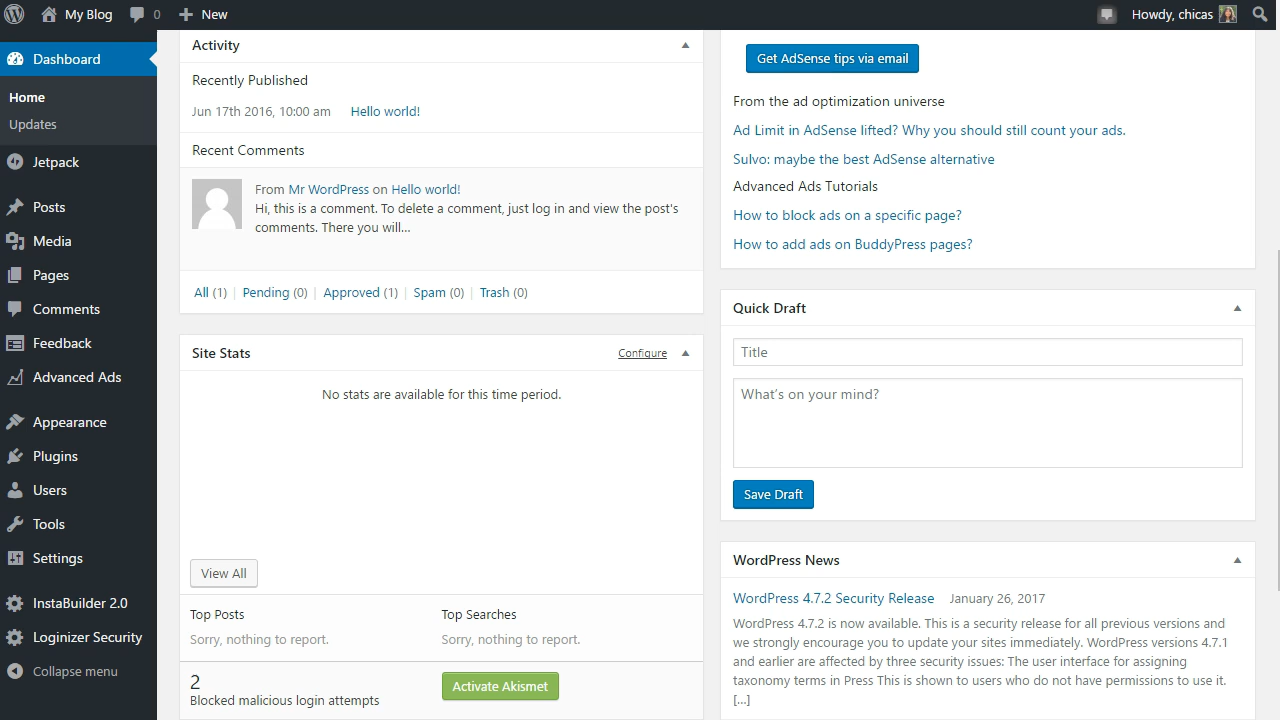 My Blog 0 New Howdy, chicas
Dashboard
Home
Updates
Jetpack
Posts
Media
Pages
Comments
Feedback
Advanced Ads
Appearance
Plugins
Users
Tools
Settings
InstaBuilder 2.0
Loginizer Security
Collapse menu
Activity
Recently Published
Jun 17th 2016, 10:00 am Hello world!
Recent Comments
From Mr WordPress on Hello world!
Hi, this is a comment. To delete a comment, just log in and view the post's
comments. There you will...
All (1) | Pending (0) | Approved (1) | Spam (0) | Trash (0)
Site Stats Configure
No stats are available for this time period.
View All
Top Posts Top Searches
Sorry, nothing to report. Sorry, nothing to report.
2
Blocked malicious login attempts
Activate Akismet
Get AdSense tips via email
From the ad optimization universe
Ad Limit in AdSense lifted? Why you should still count your ads.
Sulvo: maybe the best AdSense alternative
Advanced Ads Tutorials
How to block ads on a specific page?
How to add ads on BuddyPress pages?
Quick Draft
Title
What's on your mind?
Save Draft
WordPress News
WordPress 4.7.2 Security Release January 26, 2017
WordPress 4.7.2 is now available. This is a security release for all previous versions and
we strongly encourage you to update your sites immediately. WordPress versions 4.7.1
and earlier are affected by three security issues: The user interface for assigning
taxonomy terms in Press This is shown to users who do not have permissions to use it.
[...]